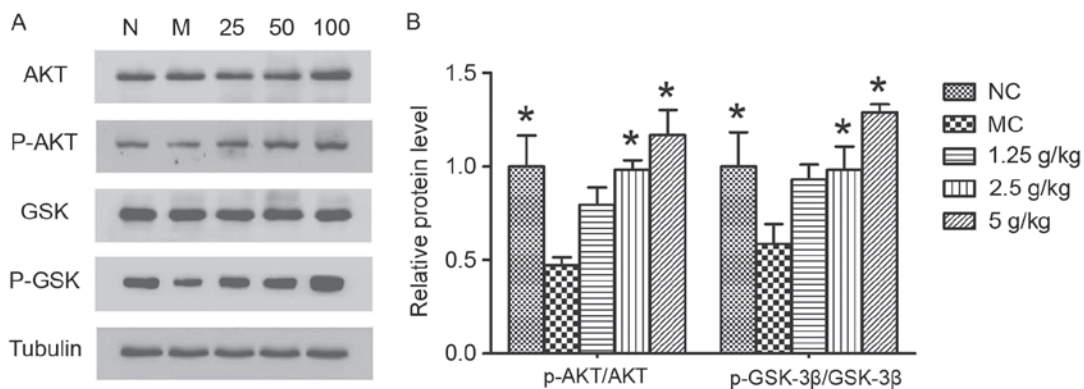 A
N M 25 50 100
AKT
P-AKT
GSK
P-GSK
Tubulin
B
Relative protein level
1.5
1.0
0.5
0.0
* * * * * *
p-AKT/AKT p-GSK-3β/GSK-3β
NC
MC
1.25 g/kg
2.5 g/kg
5 g/kg